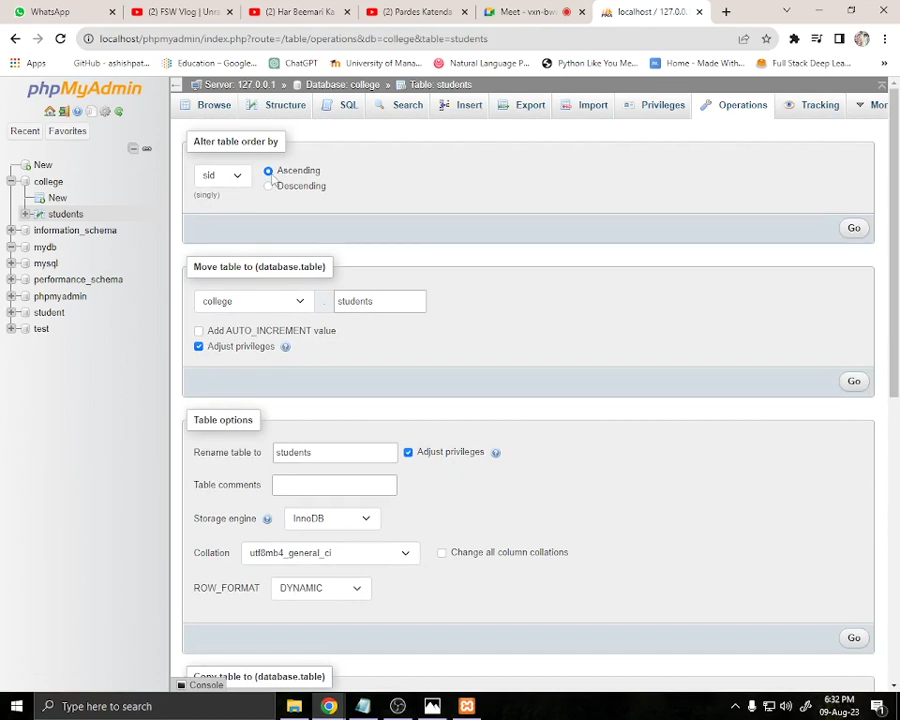 WhatsApp
(2) FSW Vlog | Unra
(2) Har Beemari Ka
(2) Pardes Katenda
Meet - vxn-bwv
localhost / 127.0.0.
localhost/phpmyadmin/index.php?route=/table/operations&db=college&table=students
Apps
GitHub - ashishpat...
ChatGPT
University of Mana...
Natural Language P...
Python Like You Me...
Home - Made With...
Full Stack Deep Lea...
phpMyAdmin
Recent
Favorites
New
college
New
students
information_schema
mydb
mysql
performance_schema
phpmyadmin
student
test
Server: 127.0.0.1 » Database: college » Table: students
Browse
Structure
SQL
Search
Insert
Export
Import
Privileges
Operations
Tracking
Mor
Alter table order by
sid
Ascending
Descending
(singly)
Go
Move table to (database.table)
college
.
students
Add AUTO_INCREMENT value
Adjust privileges
Go
Table options
Rename table to
students
Adjust privileges
Table comments
Storage engine
InnoDB
Collation
utf8mb4_general_ci
Change all column collations
ROW_FORMAT
DYNAMIC
Go
Copy table to (database.table)
Console
Type here to search
6:32 PM
09-Aug-23